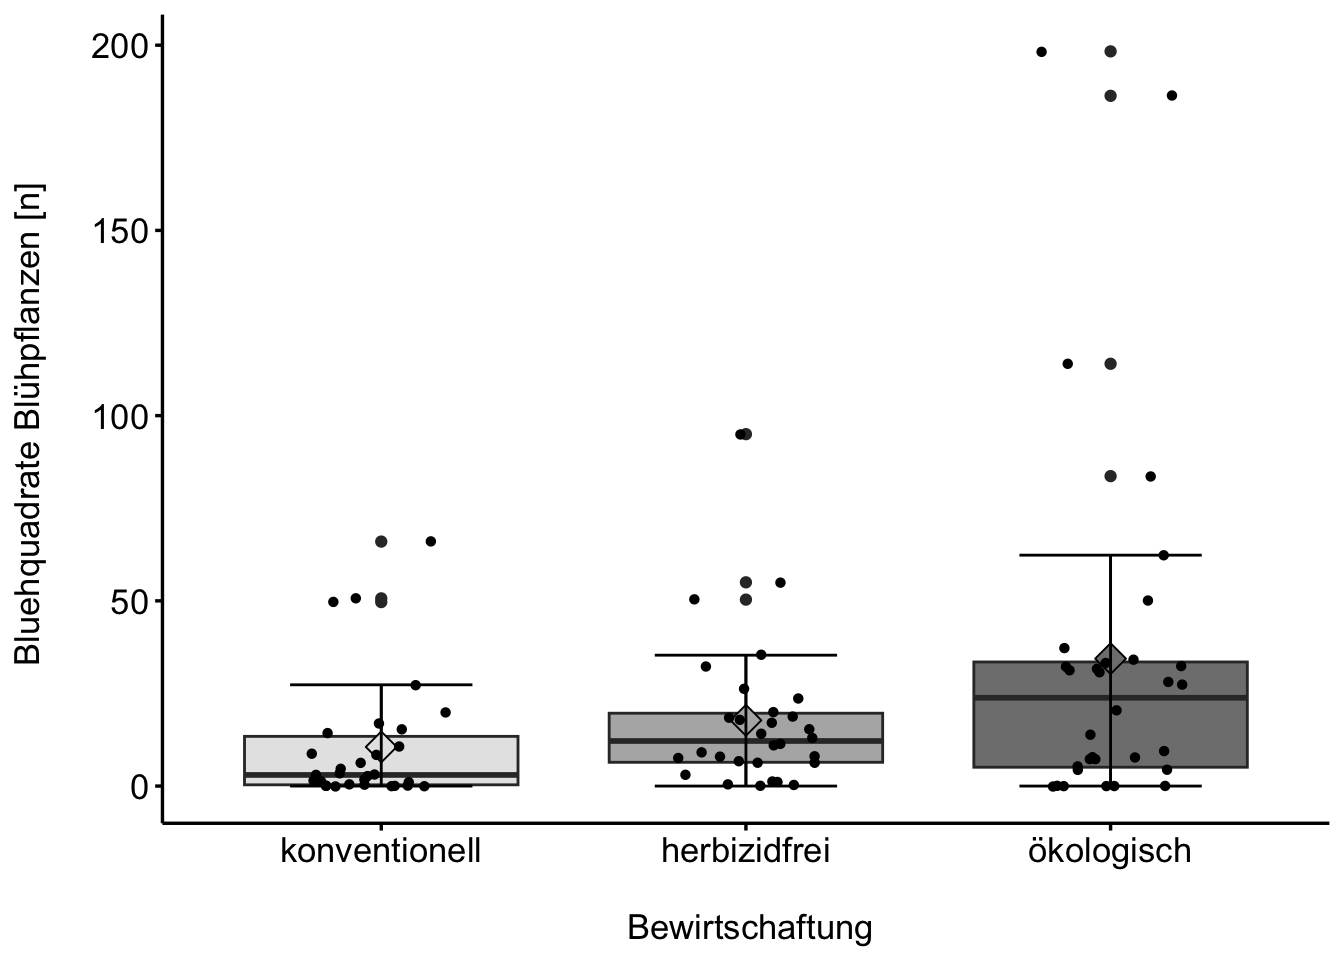 Bluehquadrate Blühpflanzen [n]
200
150
100
50
0
konventionell herbizidfrei ökologisch
Bewirtschaftung